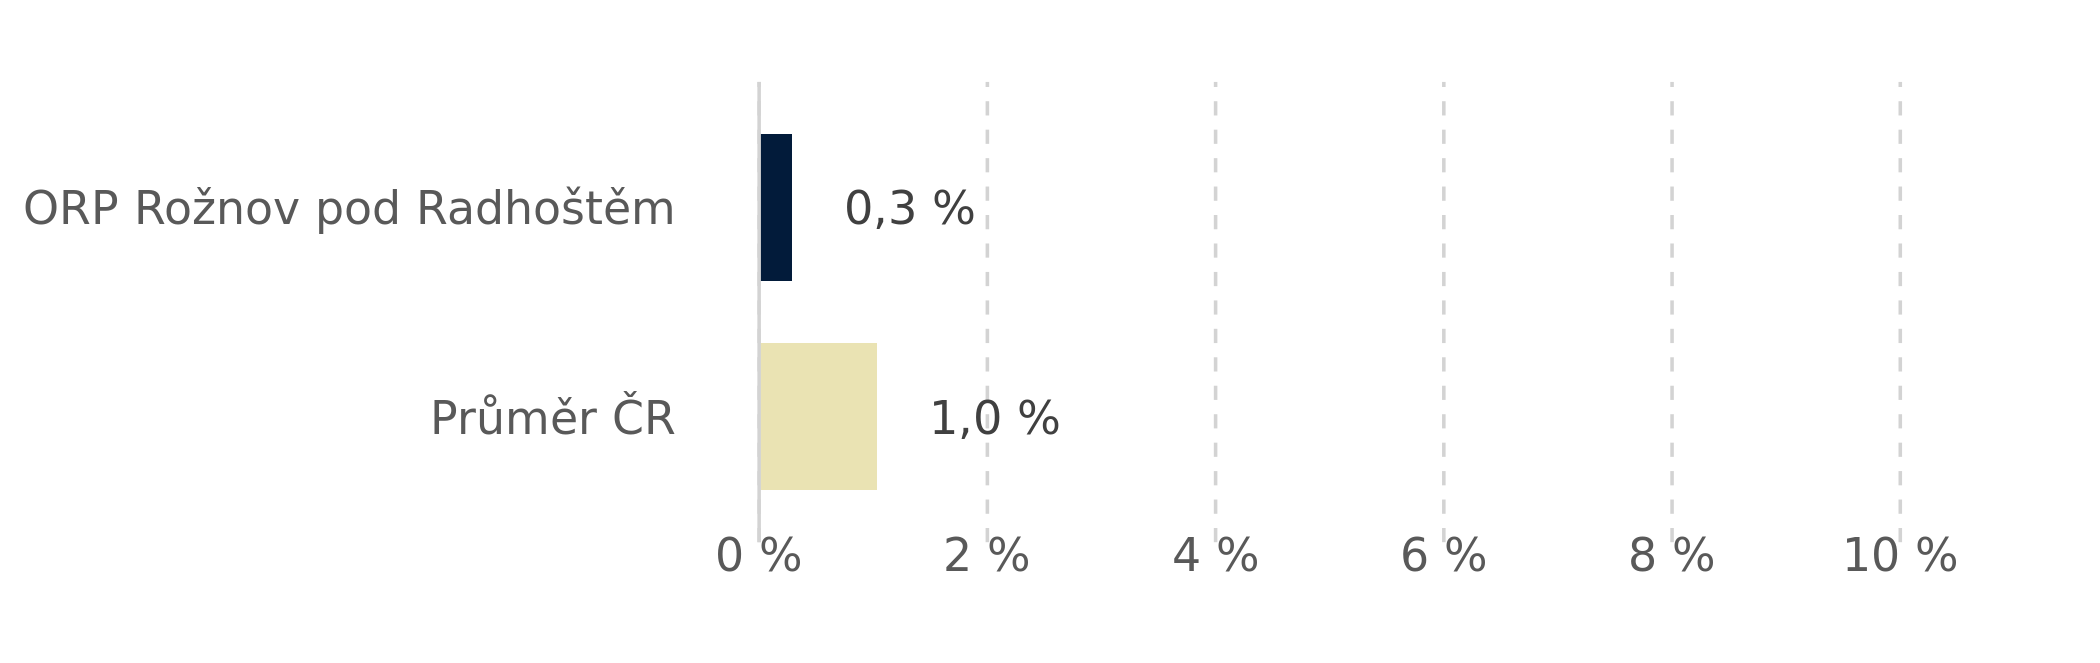 ORP Rožnov pod Radhoštěm 0,3 %
Průměr ČR 1,0 %
0 % 2 % 4 % 6 % 8 % 10 %